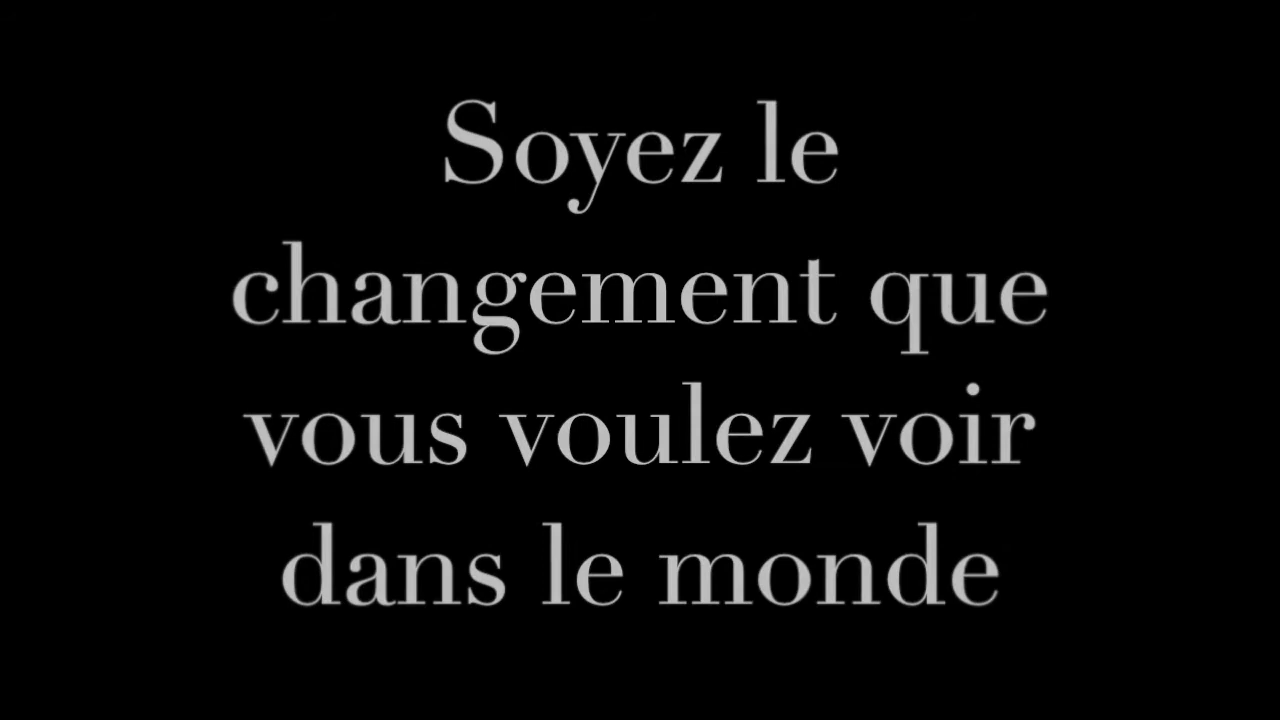 Soyez le
changement que
vous voulez voir
dans le monde